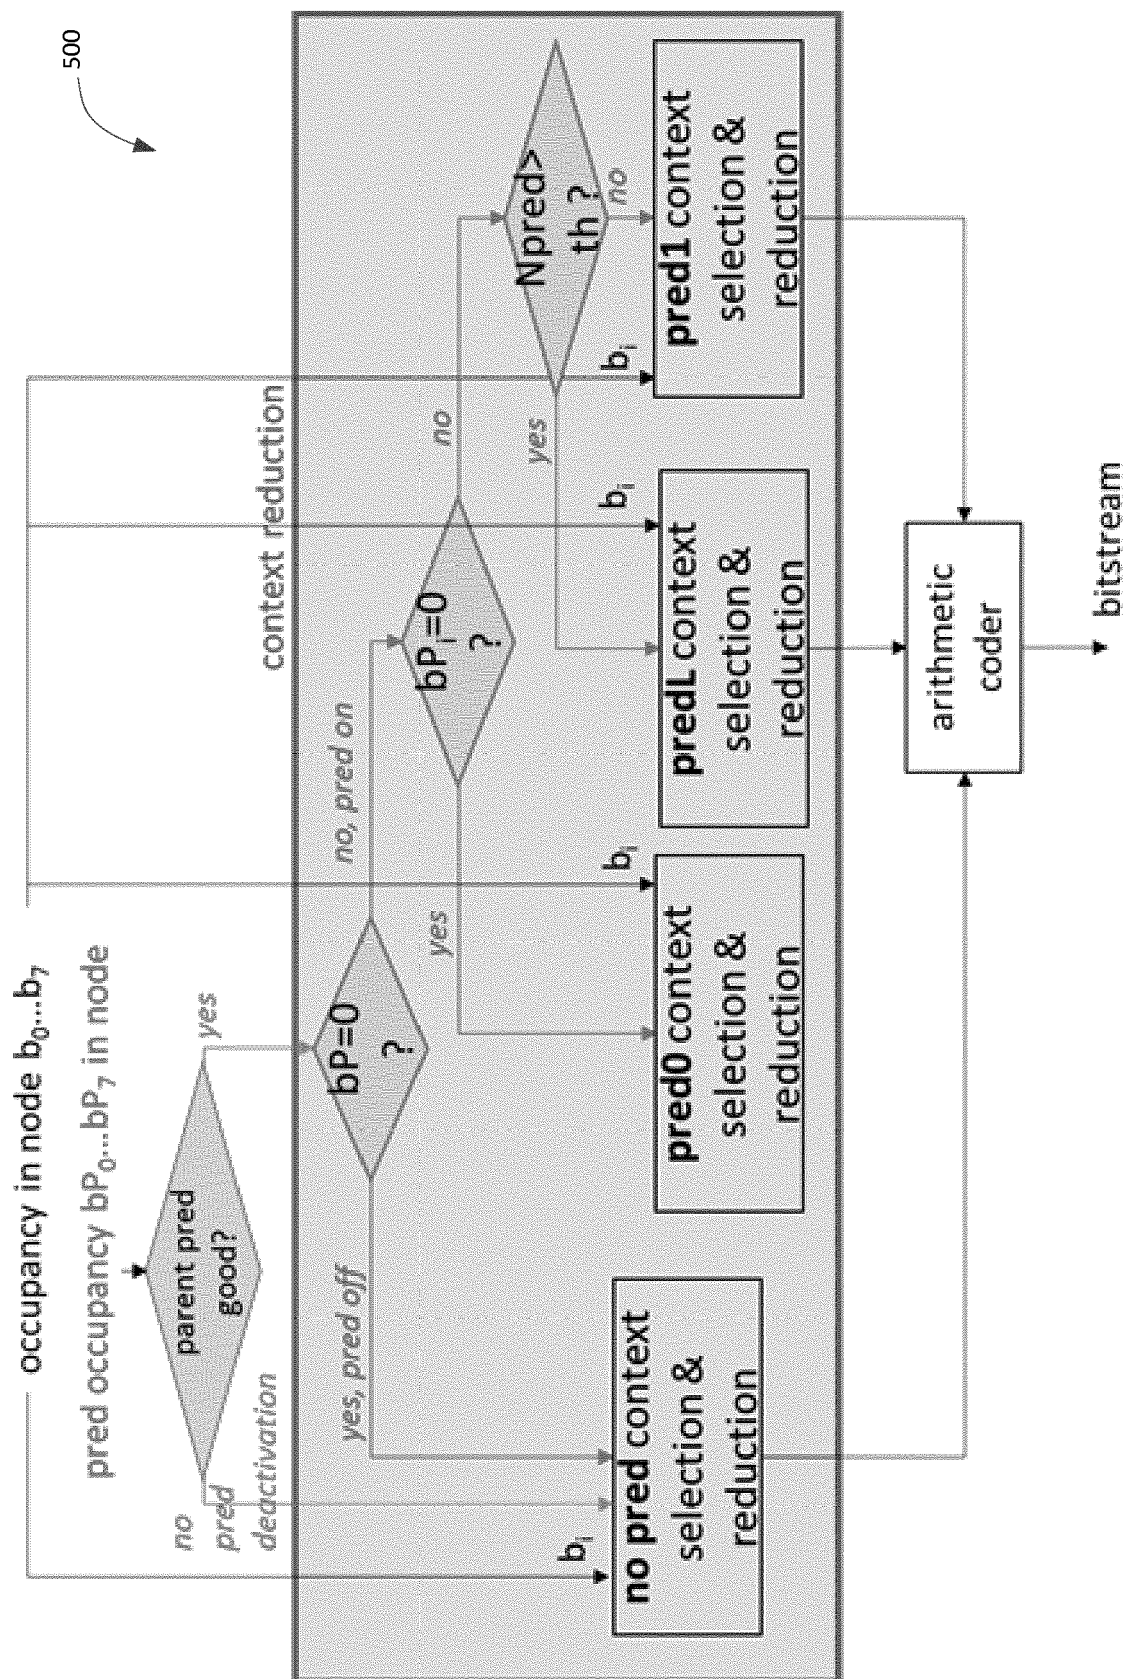 500
occupancy in node b₀...b₇
pred occupancy bP₀...bP₇ in node
parent pred
good?
yes
no
pred
deactivation
context reduction
bP=0
?
yes, pred off
no, pred on
bPᵢ=0
?
yes
no
Npred>
th ?
yes
no
bᵢ
no pred context
selection &
reduction
bᵢ
pred0 context
selection &
reduction
bᵢ
predL context
selection &
reduction
bᵢ
pred1 context
selection &
reduction
arithmetic
coder
bitstream